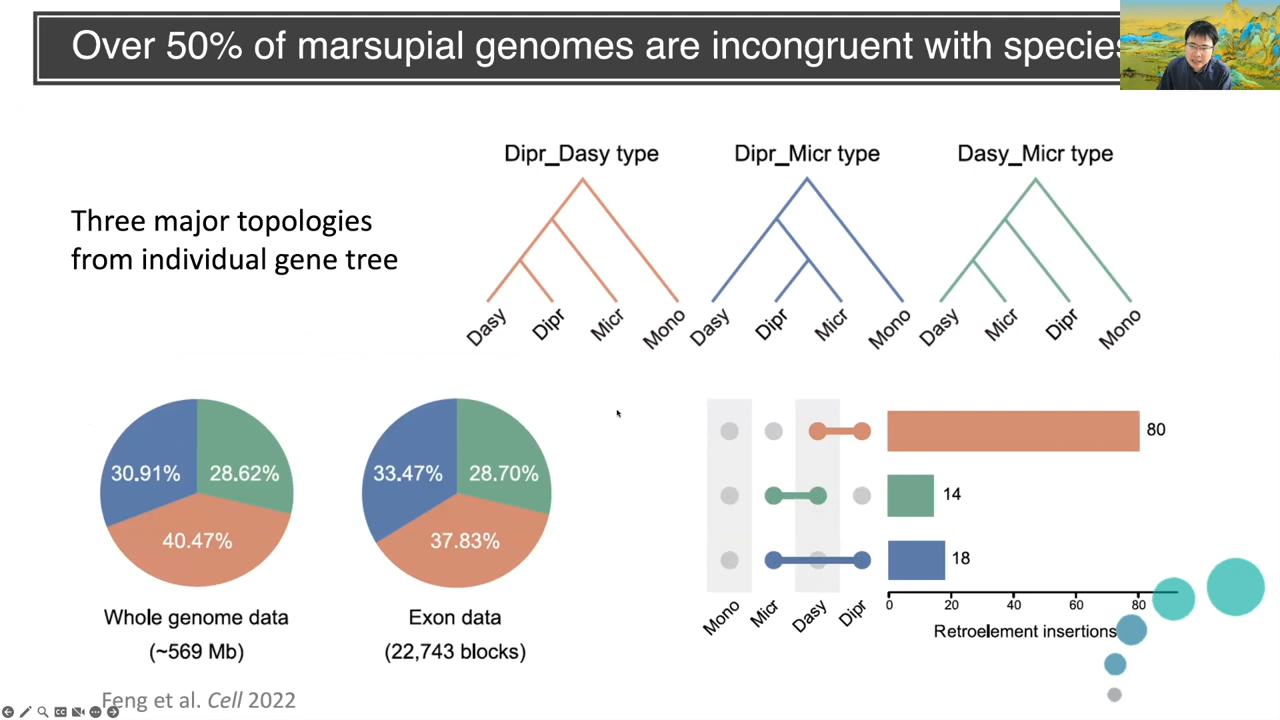 Over 50% of marsupial genomes are incongruent with species
Dipr_Dasy type
Dipr_Micr type
Dasy_Micr type
Three major topologies
from individual gene tree
Dasy
Dipr
Micr
Mono
Dasy
Dipr
Micr
Mono
Dasy
Micr
Dipr
Mono
30.91%
28.62%
40.47%
33.47%
28.70%
37.83%
80
14
18
Mono
Micr
Dasy
Dipr
0
20
40
60
80
Retroelement insertions
Whole genome data
(~569 Mb)
Exon data
(22,743 blocks)
Feng et al. Cell 2022
CC